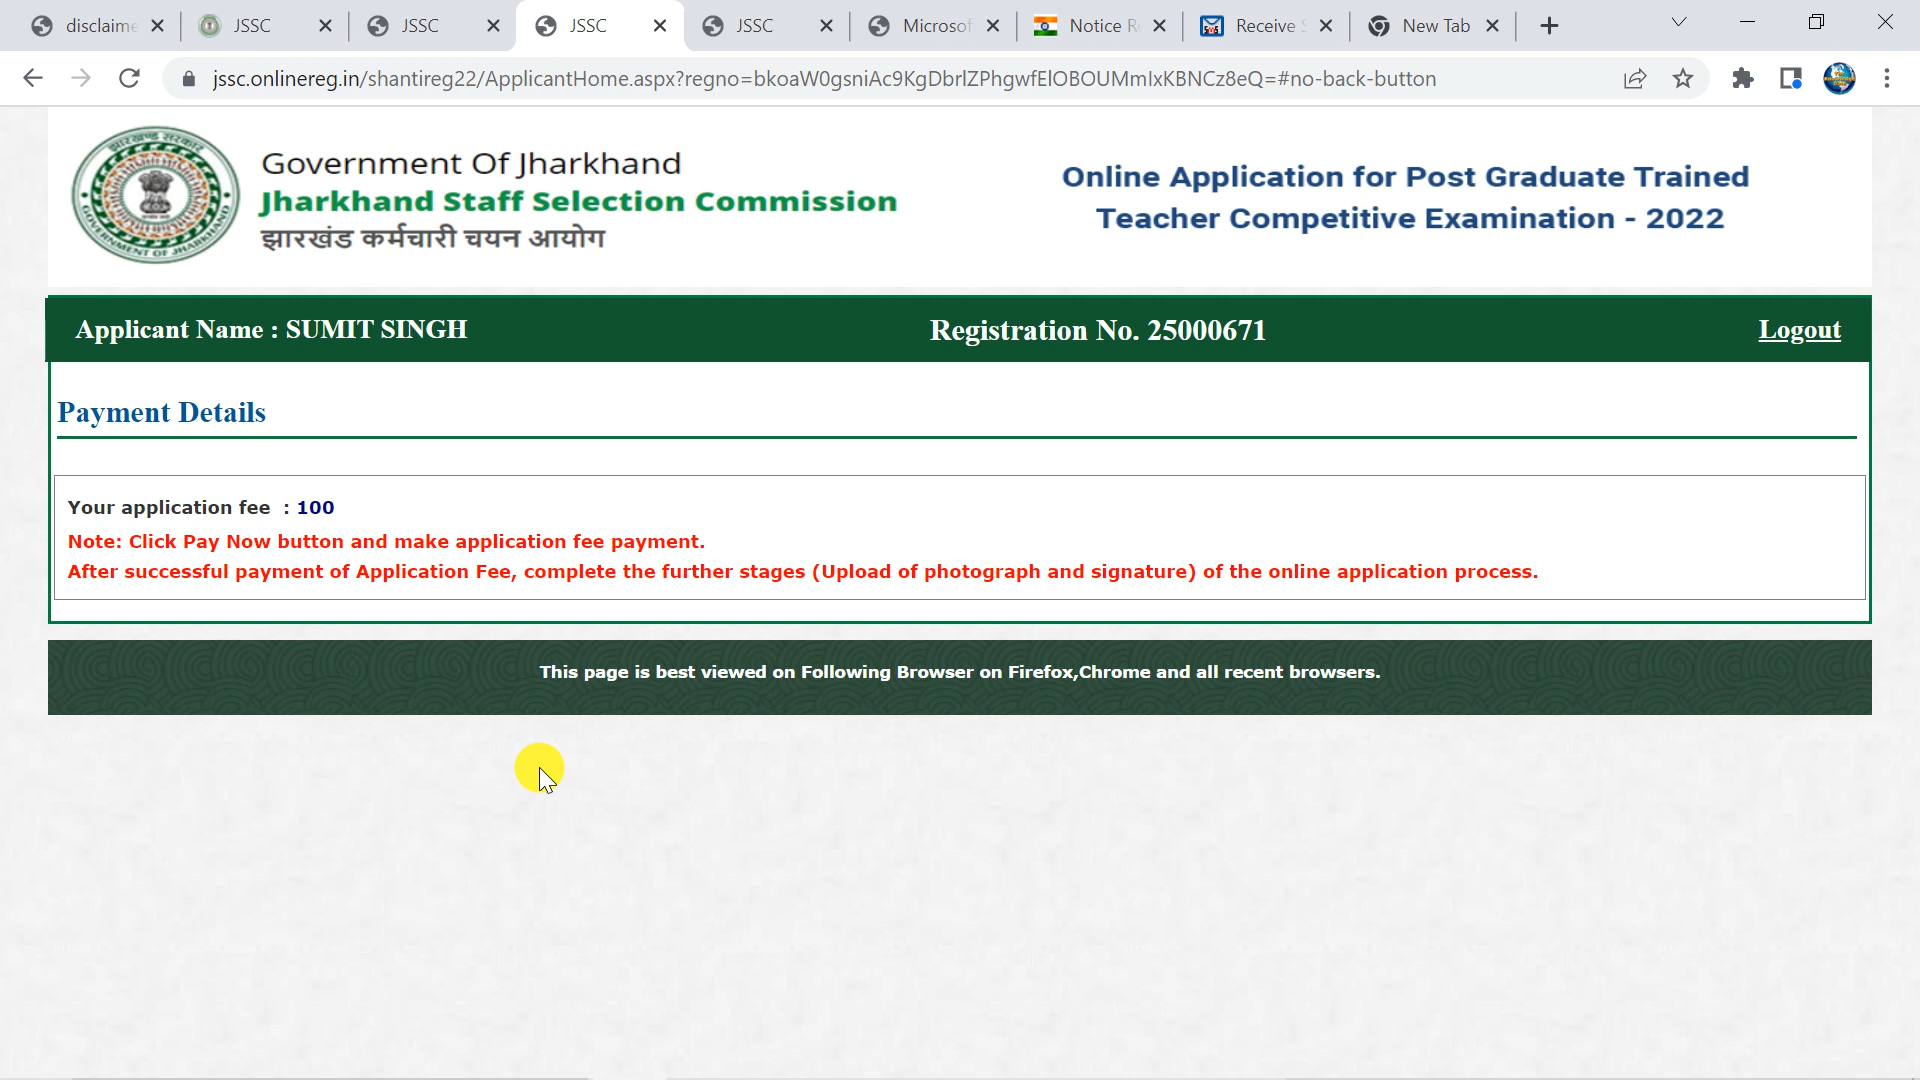 disclaime
JSSC
JSSC
JSSC
JSSC
Microsof
Notice R
Receive S
New Tab
jssc.onlinereg.in/shantireg22/ApplicantHome.aspx?regno=bkoaW0gsniAc9KgDbrlZPhgwfElOBOUMmIxKBNCz8eQ=#no-back-button
Government Of Jharkhand
Jharkhand Staff Selection Commission
झारखंड कर्मचारी चयन आयोग
Online Application for Post Graduate Trained
Teacher Competitive Examination - 2022
Applicant Name : SUMIT SINGH
Registration No. 25000671
Logout
Payment Details
Your application fee : 100
Note: Click Pay Now button and make application fee payment.
After successful payment of Application Fee, complete the further stages (Upload of photograph and signature) of the online application process.
This page is best viewed on Following Browser on Firefox,Chrome and all recent browsers.